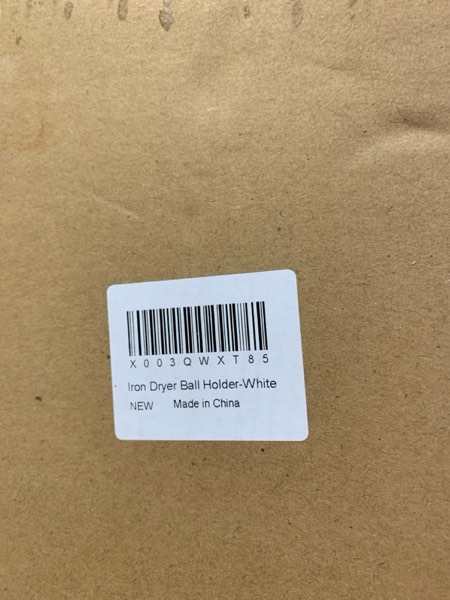 X003QWXT85
Iron Dryer Ball Holder-White
NEW Made in China